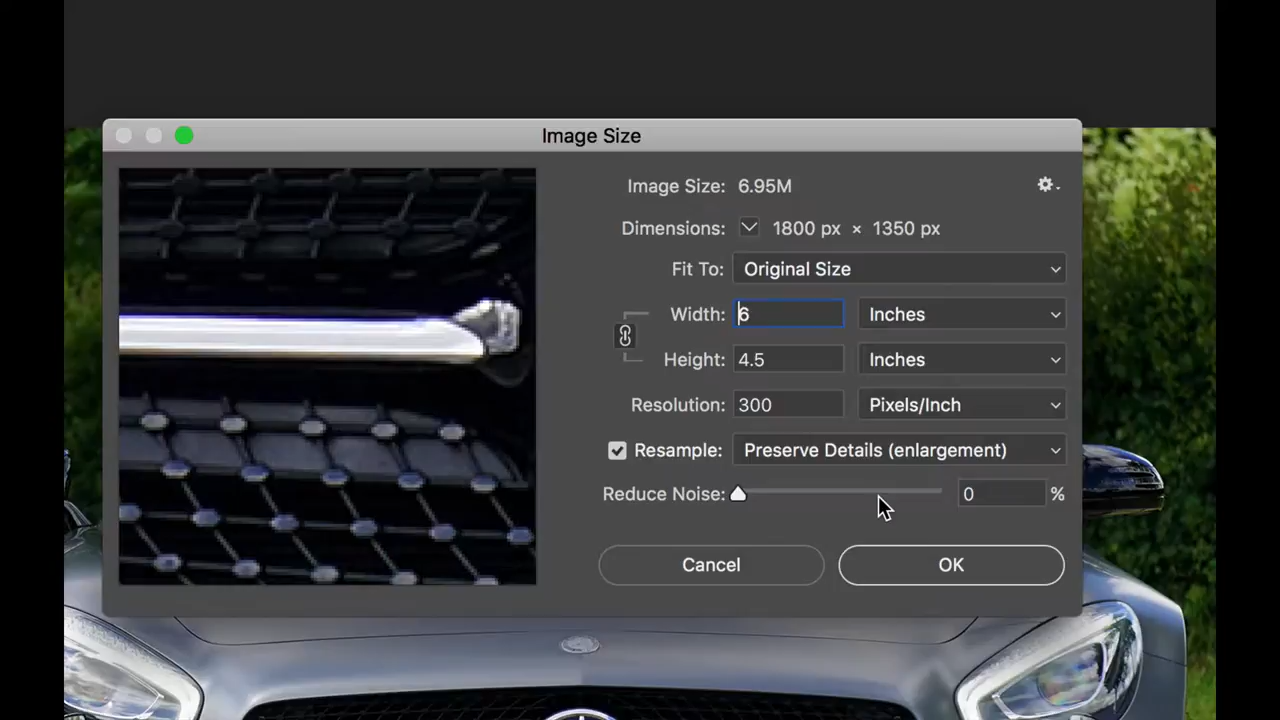 Image Size
Image Size: 6.95M
Dimensions: 1800 px × 1350 px
Fit To: Original Size
Width: 6 Inches
Height: 4.5 Inches
Resolution: 300 Pixels/Inch
Resample: Preserve Details (enlargement)
Reduce Noise: 0 %
Cancel OK